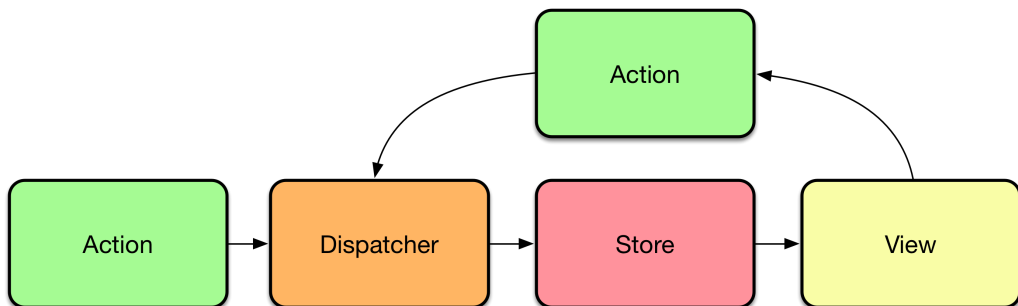 Action
Action
Dispatcher
Store
View